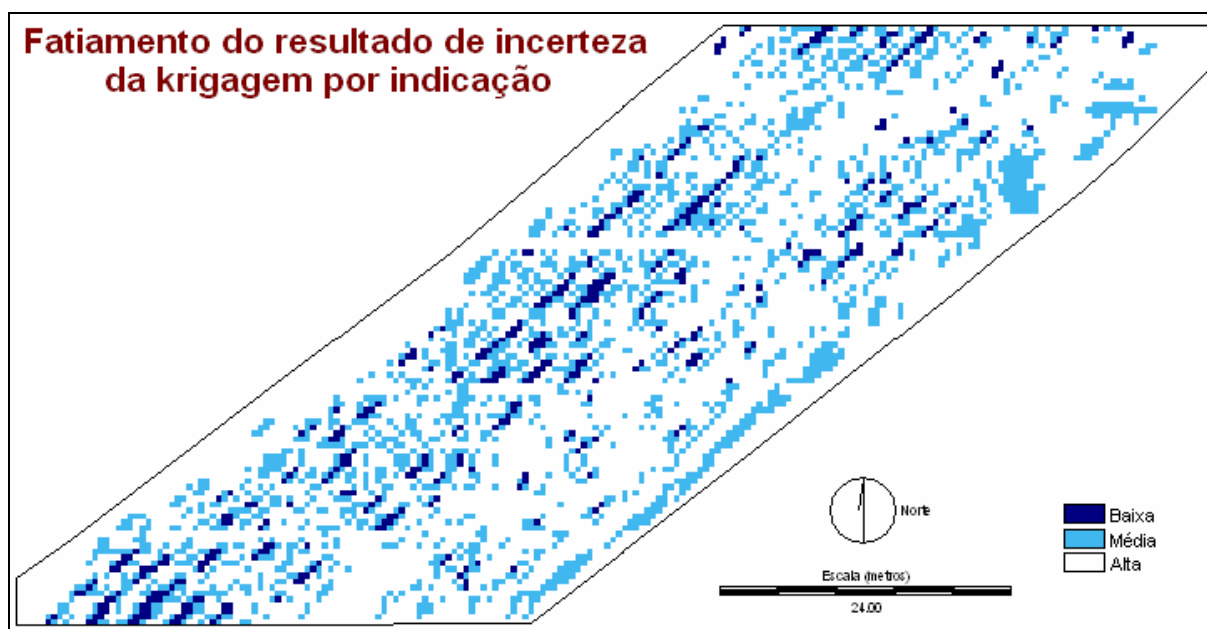 Fatiamento do resultado de incerteza
da krigagem por indicação
Norte
Baixa
Média
Alta
Escala (metros)
24.00